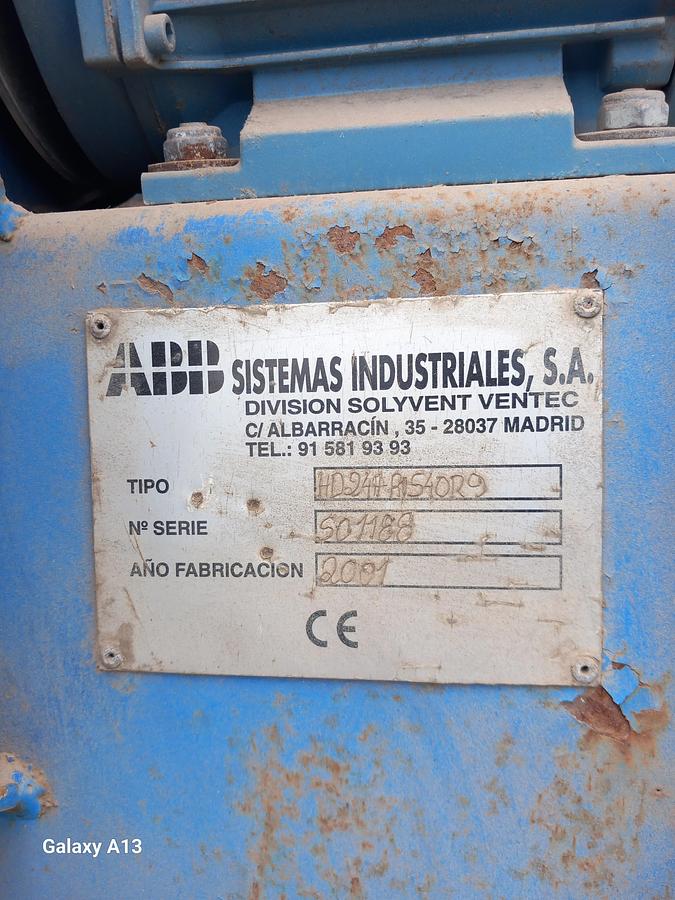 ABB SISTEMAS INDUSTRIALES, S.A.
DIVISION SOLYVENT VENTEC
C/ ALBARRACÍN , 35 - 28037 MADRID
TEL.: 91 581 93 93
TIPO
Nº SERIE SO1188
AÑO FABRICACION 2001
CE
Galaxy A13